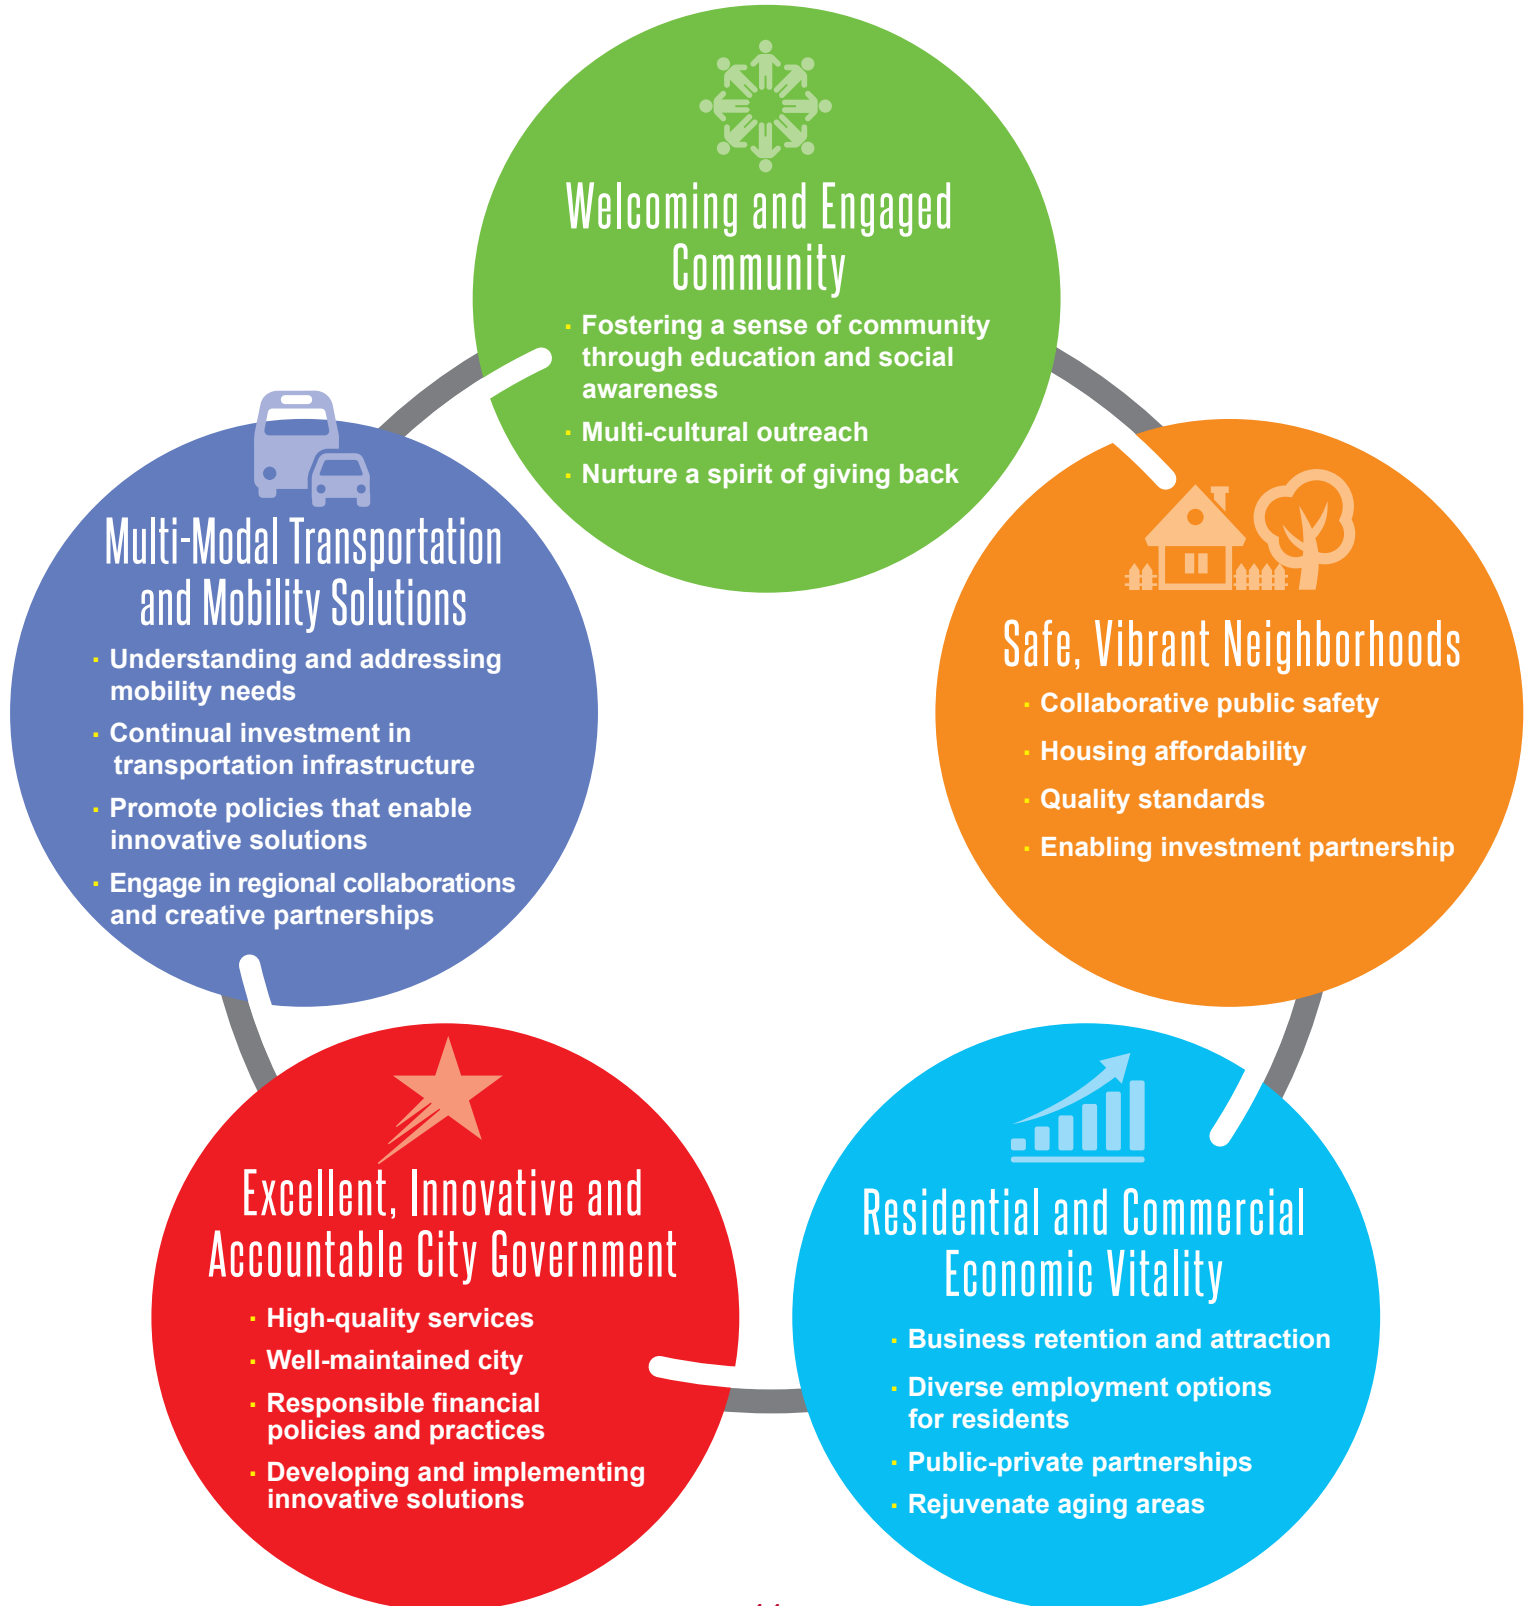 Welcoming and Engaged
Community
· Fostering a sense of community
through education and social
awareness
· Multi-cultural outreach
· Nurture a spirit of giving back
Multi-Modal Transportation
and Mobility Solutions
· Understanding and addressing
mobility needs
· Continual investment in
transportation infrastructure
· Promote policies that enable
innovative solutions
· Engage in regional collaborations
and creative partnerships
Safe, Vibrant Neighborhoods
· Collaborative public safety
· Housing affordability
· Quality standards
· Enabling investment partnership
Excellent, Innovative and
Accountable City Government
· High-quality services
· Well-maintained city
· Responsible financial
policies and practices
· Developing and implementing
innovative solutions
Residential and Commercial
Economic Vitality
· Business retention and attraction
· Diverse employment options
for residents
· Public-private partnerships
· Rejuvenate aging areas